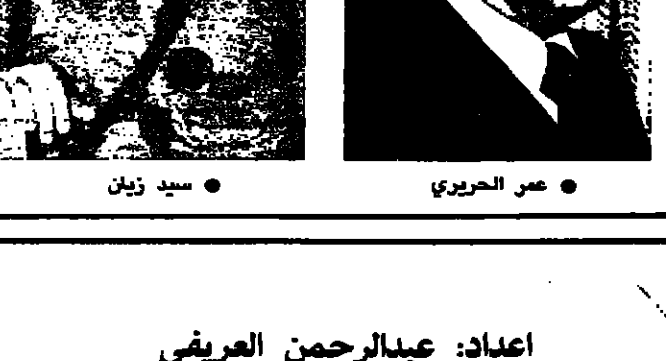 ● عمر الحريري
● سيد زيان
اعداد: عبدالرحمن العريفي